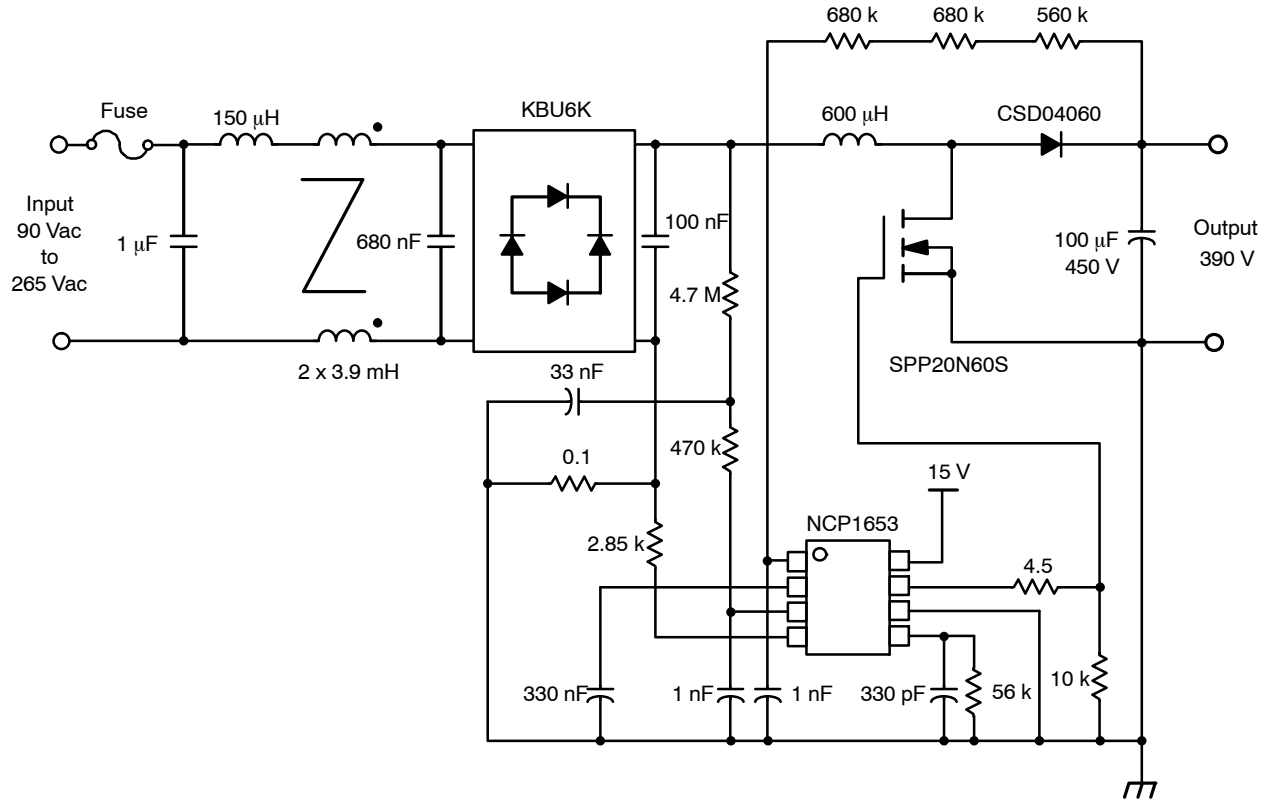 680 k
680 k
560 k
Fuse
150 μH
KBU6K
600 μH
CSD04060
Input
90 Vac
to
265 Vac
1 μF
680 nF
100 nF
100 μF
450 V
Output
390 V
4.7 M
2 x 3.9 mH
33 nF
SPP20N60S
470 k
0.1
15 V
NCP1653
2.85 k
4.5
330 nF
1 nF
1 nF
330 pF
56 k
10 k